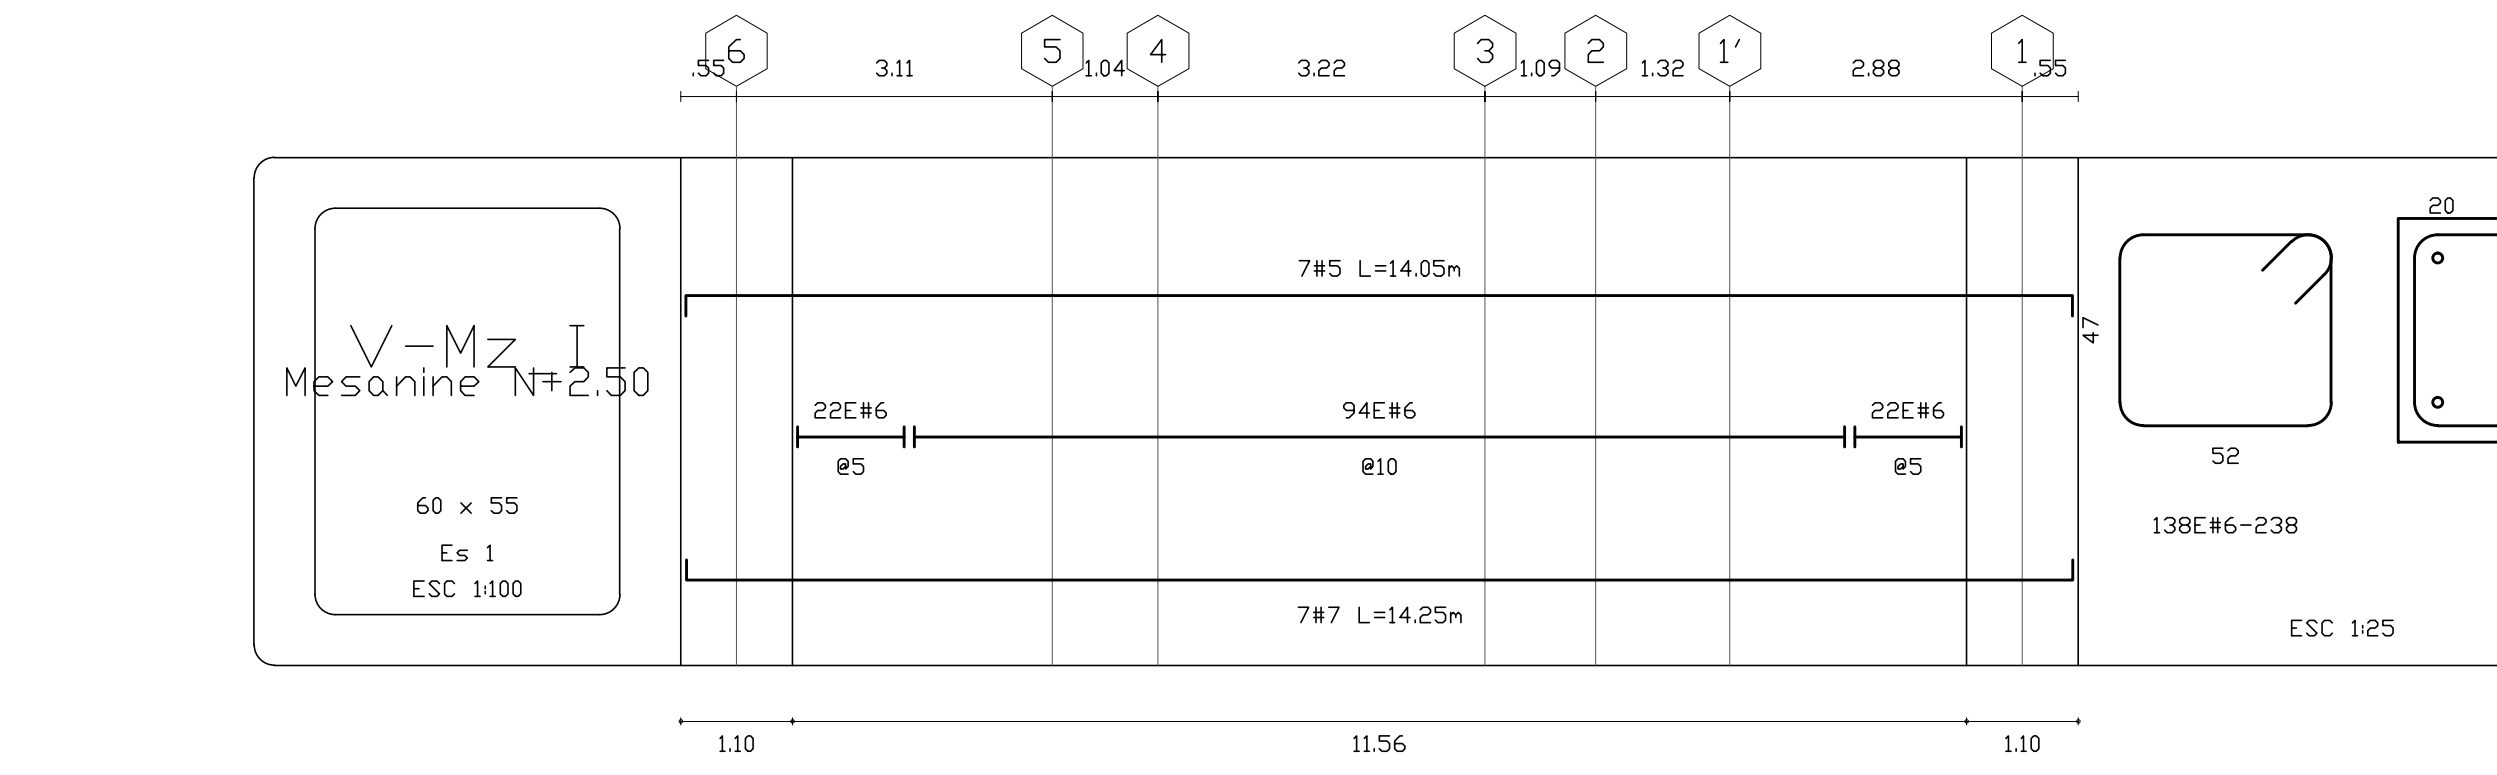 6 5 4 3 2 1' 1
.55 3.11 1.04 3.22 1.09 1.32 2.88 .55
20
7#5 L=14.05m
47
V-Mz I
Mesanine N+2.50
22E#6 94E#6 22E#6
@5 @10 @5
52
60 x 55
138E#6-238
Es 1
ESC 1:100
7#7 L=14.25m
ESC 1:25
1.10 11.56 1.10